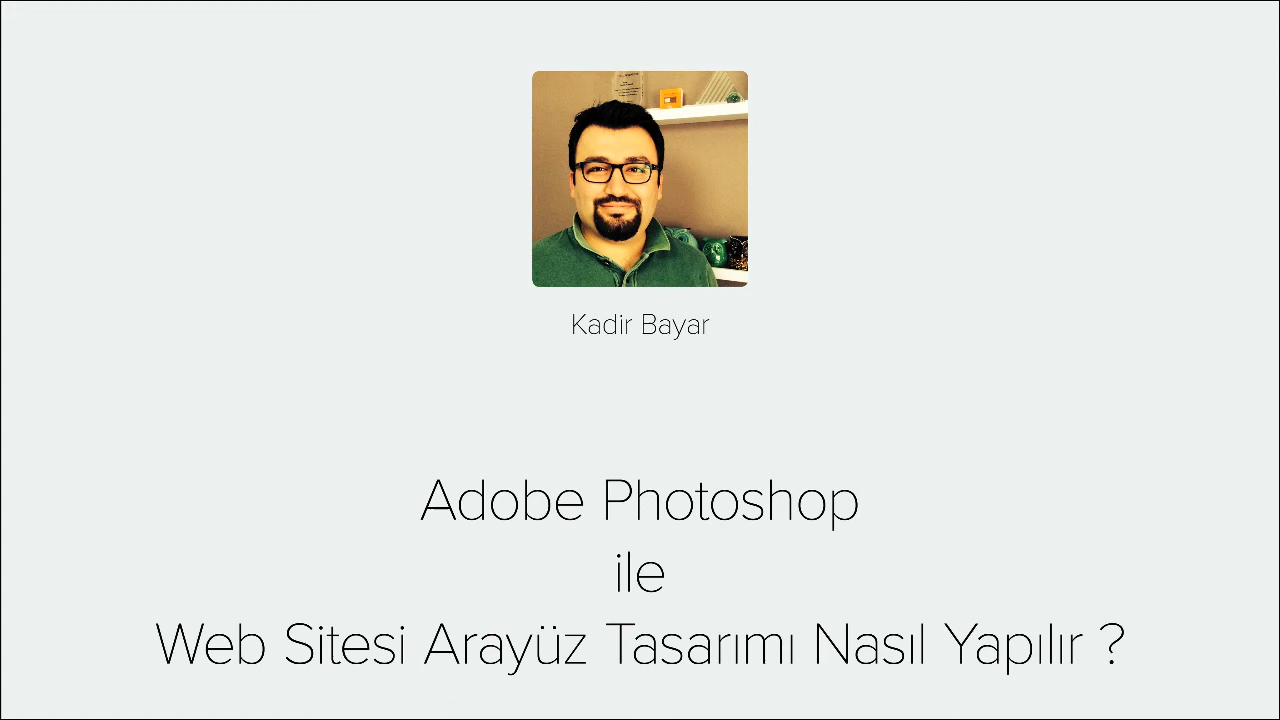 Kadir Bayar
Adobe Photoshop
ile
Web Sitesi Arayüz Tasarımı Nasıl Yapılır ?